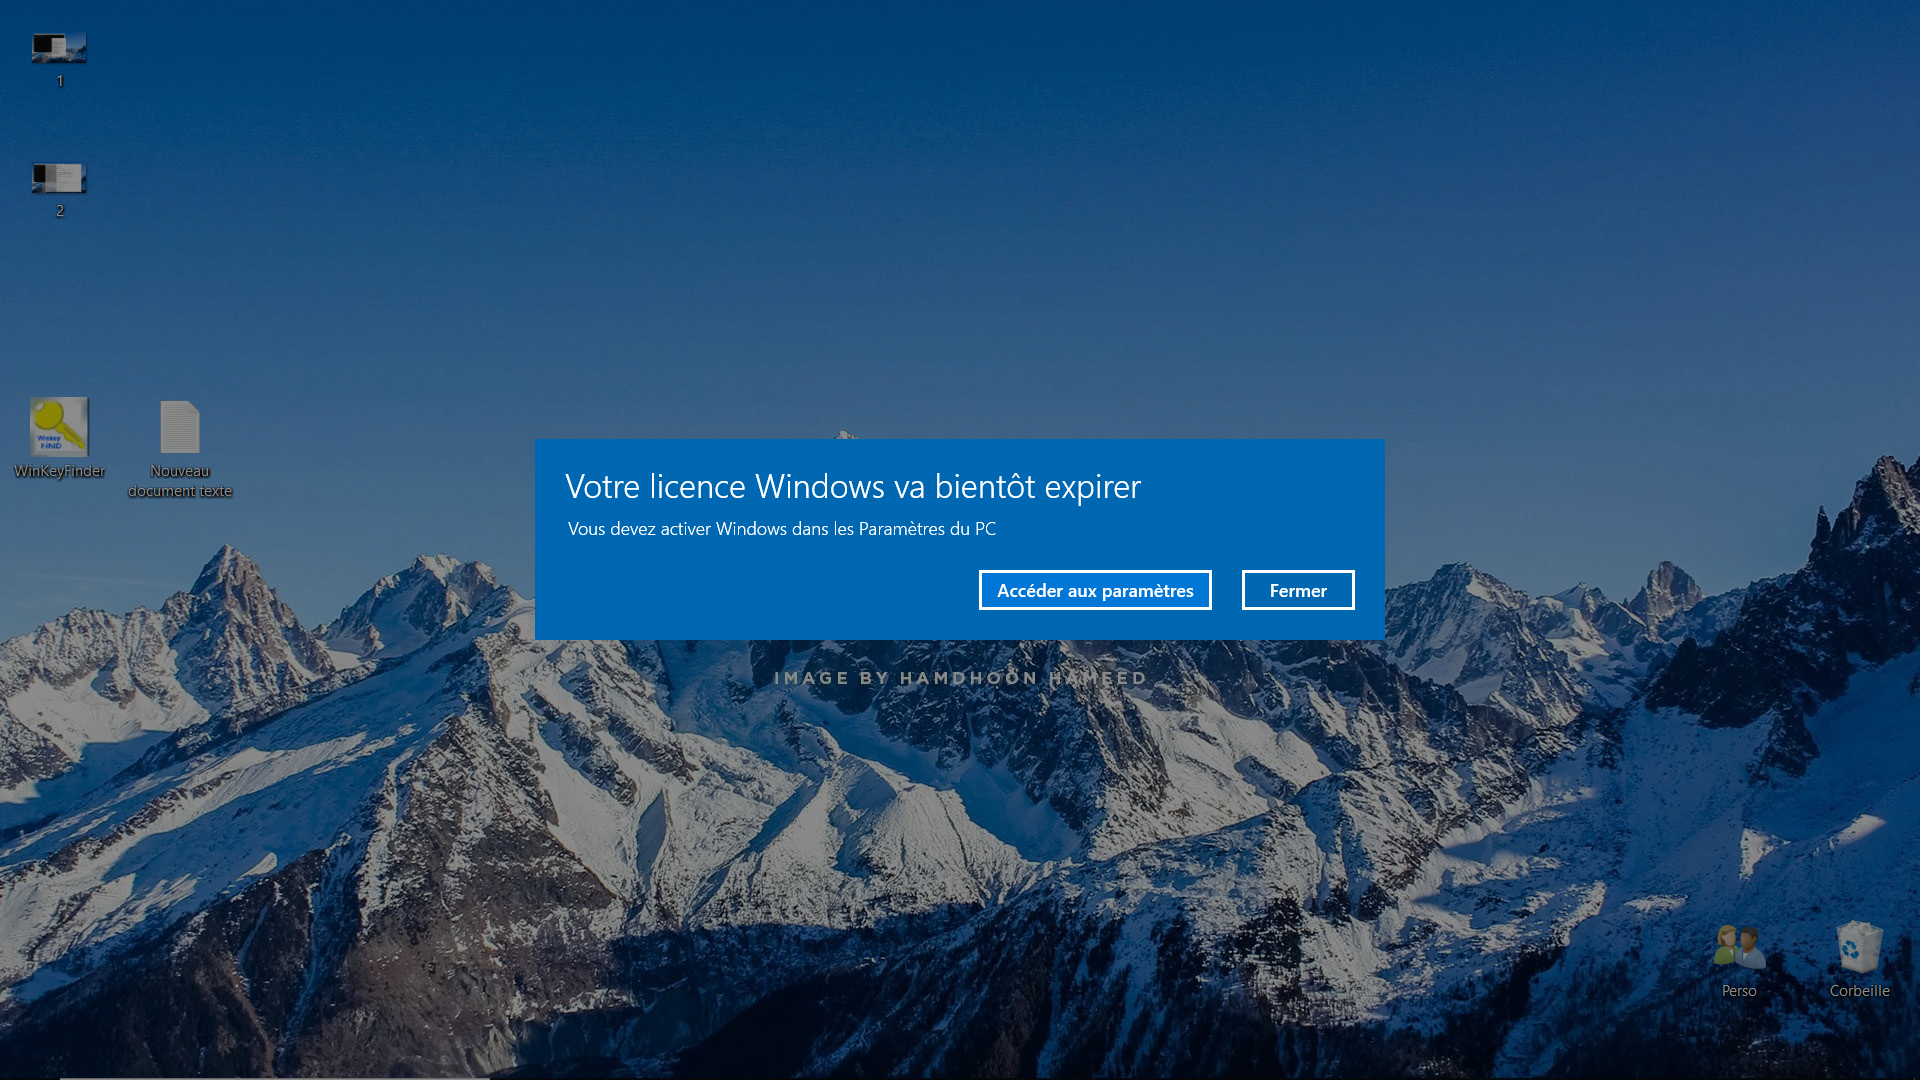 1
2
WinKeyFinder
Nouveau
document texte
Votre licence Windows va bientôt expirer
Vous devez activer Windows dans les Paramètres du PC
Accéder aux paramètres
Fermer
IMAGE BY HAMDHOON HAMEED
Perso
Corbeille